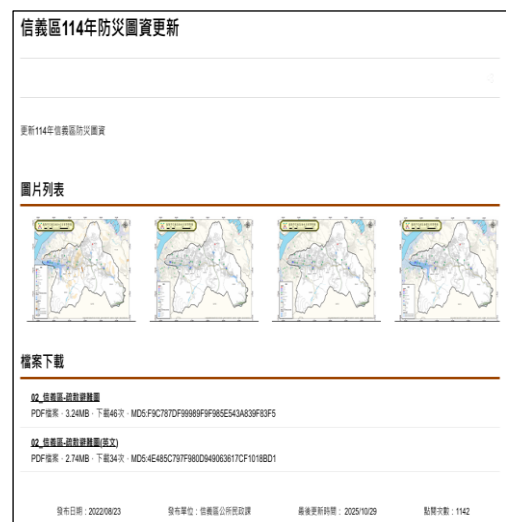 信義區114年防災圖資更新
更新114年信義區防災圖資
圖片列表
檔案下載
02_信義區-疏散避難圖
PDF檔案・3.24MB・下載46次・MD5:F9C787DF99989F9F985E543A839F83F5
02_信義區-疏散避難圖(英文)
PDF檔案・2.74MB・下載34次・MD5:4E485C797F980D949063617CF1018BD1
發布日期：2022/08/23 發布單位：信義區公所民政課 最後更新時間：2025/10/29 點閱次數：1142